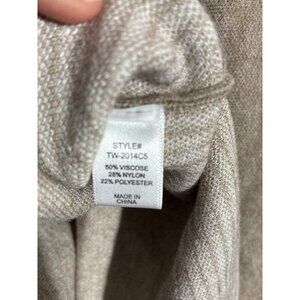 STYLE#
TW-2014C5
50% VISCOSE
28% NYLON
22% POLYESTER
MADE IN
CHINA